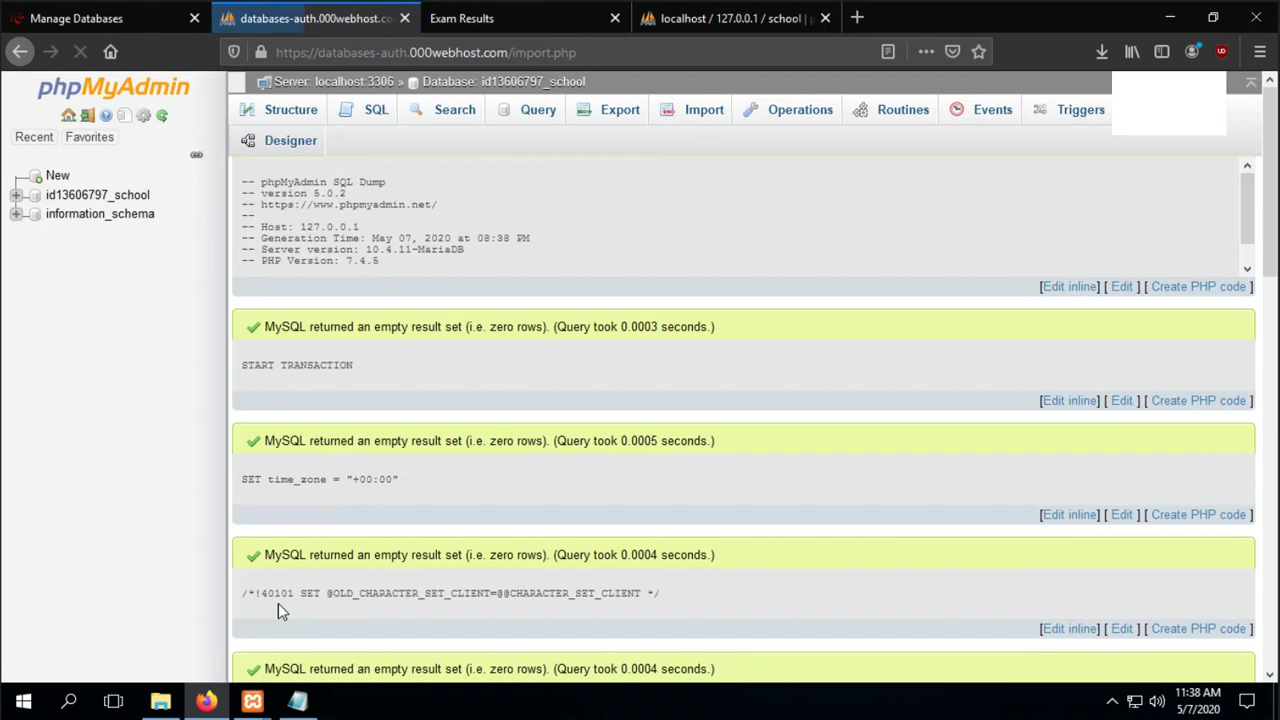 Manage Databases
databases-auth.000webhost.co
Exam Results
localhost / 127.0.0.1 / school | p
https://databases-auth.000webhost.com/import.php
phpMyAdmin
Recent
Favorites
New
id13606797_school
information_schema
Server: localhost:3306 » Database: id13606797_school
Structure
SQL
Search
Query
Export
Import
Operations
Routines
Events
Triggers
Designer
-- phpMyAdmin SQL Dump
-- version 5.0.2
-- https://www.phpmyadmin.net/
--
-- Host: 127.0.0.1
-- Generation Time: May 07, 2020 at 08:38 PM
-- Server version: 10.4.11-MariaDB
-- PHP Version: 7.4.5
[Edit inline] [ Edit ] [ Create PHP code ]
MySQL returned an empty result set (i.e. zero rows). (Query took 0.0003 seconds.)
START TRANSACTION
[Edit inline] [ Edit ] [ Create PHP code ]
MySQL returned an empty result set (i.e. zero rows). (Query took 0.0005 seconds.)
SET time_zone = "+00:00"
[Edit inline] [ Edit ] [ Create PHP code ]
MySQL returned an empty result set (i.e. zero rows). (Query took 0.0004 seconds.)
/*!40101 SET @OLD_CHARACTER_SET_CLIENT=@@CHARACTER_SET_CLIENT */
[Edit inline] [ Edit ] [ Create PHP code ]
MySQL returned an empty result set (i.e. zero rows). (Query took 0.0004 seconds.)
11:38 AM
5/7/2020